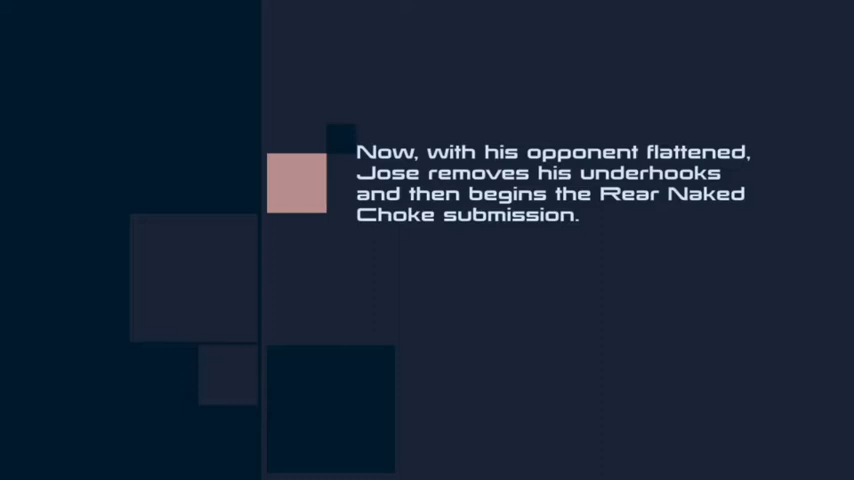 Now, with his opponent flattened,
Jose removes his underhooks
and then begins the Rear Naked
Choke submission.